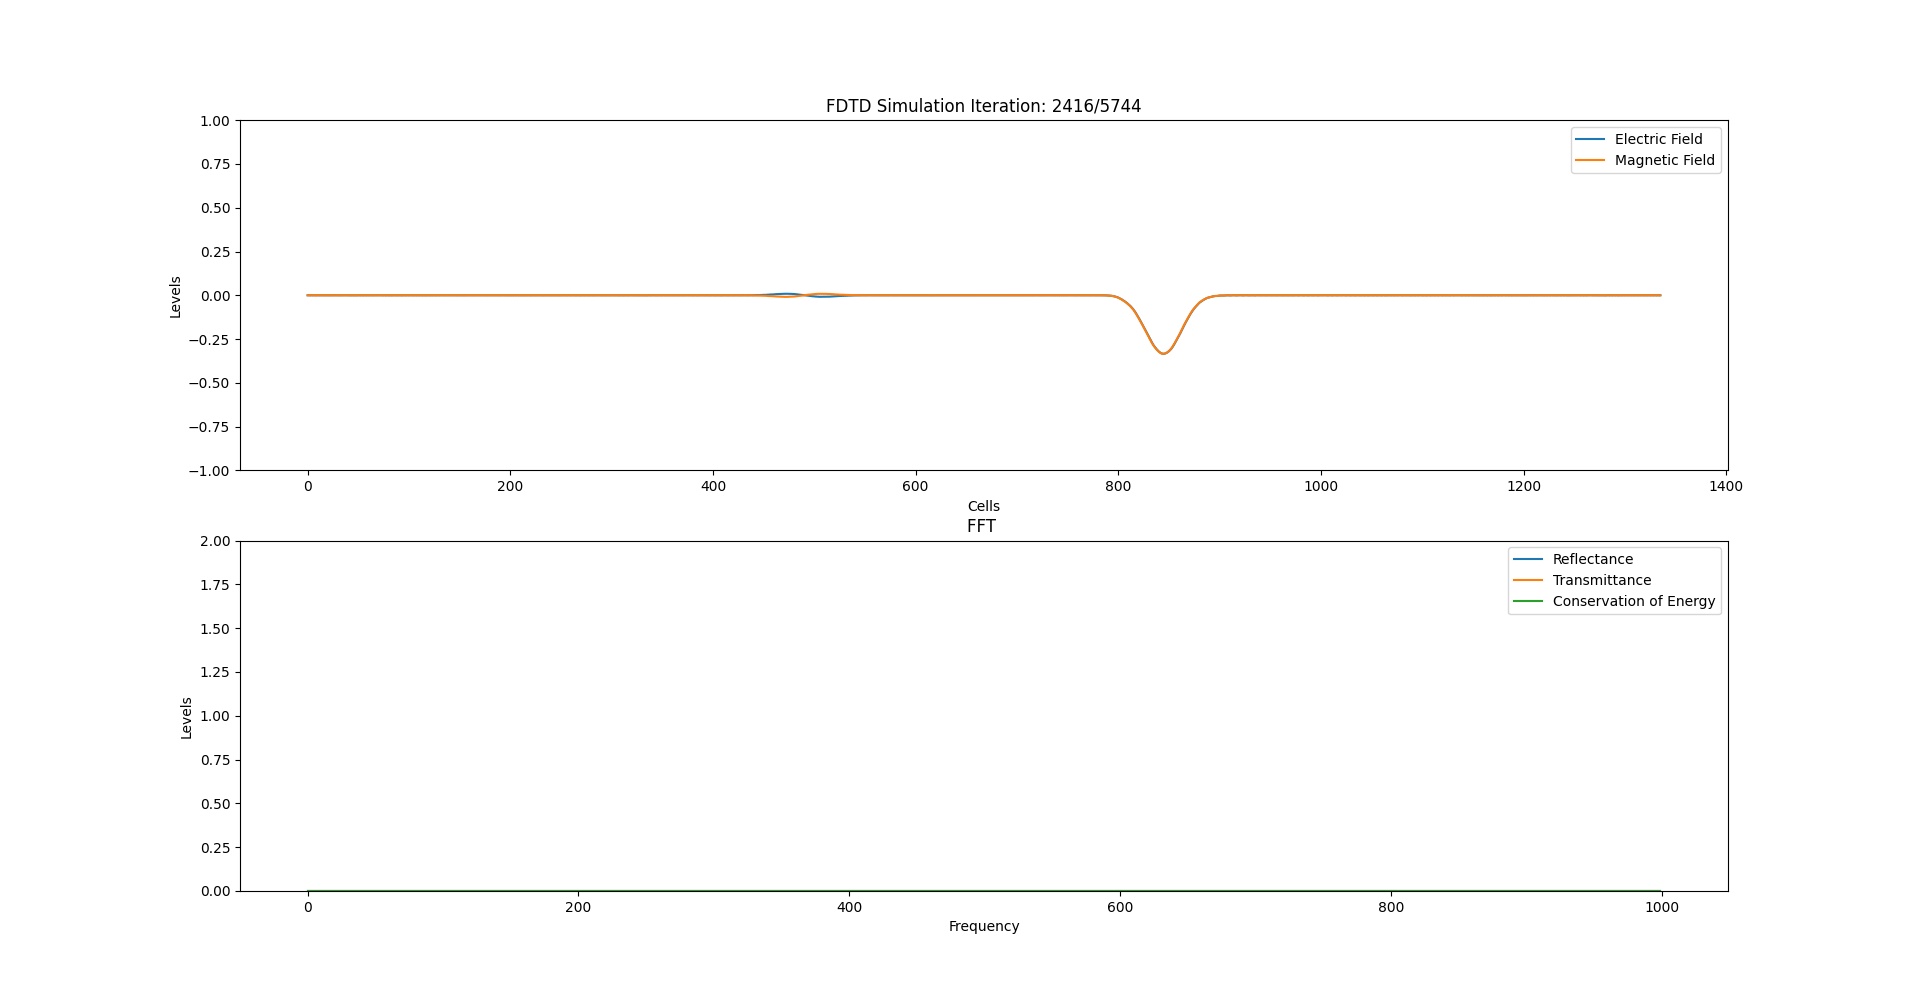 FDTD Simulation Iteration: 2416/5744
1.00
0.75
0.50
0.25
0.00
−0.25
−0.50
−0.75
−1.00
Levels
Electric Field
Magnetic Field
0 200 400 600 800 1000 1200 1400
Cells
FFT
2.00
1.75
1.50
1.25
1.00
0.75
0.50
0.25
0.00
Levels
Reflectance
Transmittance
Conservation of Energy
0 200 400 600 800 1000
Frequency